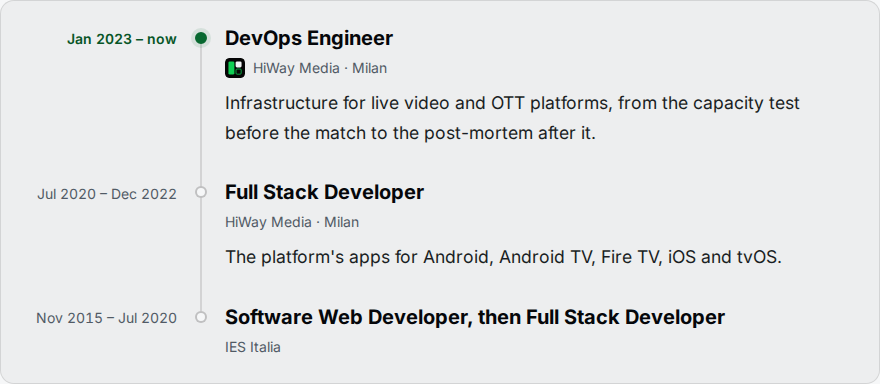 Jan 2023 – now
DevOps Engineer
HiWay Media · Milan
Infrastructure for live video and OTT platforms, from the capacity test
before the match to the post-mortem after it.
Jul 2020 – Dec 2022
Full Stack Developer
HiWay Media · Milan
The platform's apps for Android, Android TV, Fire TV, iOS and tvOS.
Nov 2015 – Jul 2020
Software Web Developer, then Full Stack Developer
IES Italia